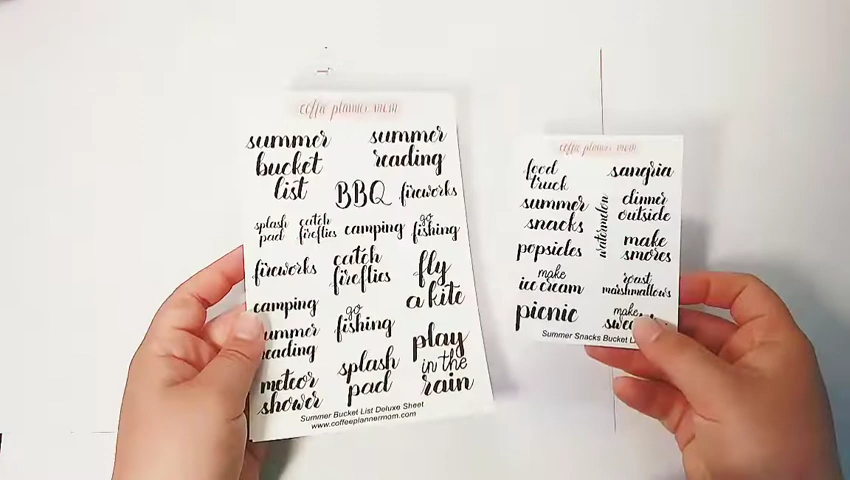 coffee planner mom
summer
bucket
list
summer
reading
BBQ
fireworks
splash
pad
catch
fireflies
camping
go
fishing
fireworks
catch
fireflies
fly
a kite
camping
go
fishing
summer
reading
play
in the
rain
meteor
shower
splash
pad
Summer Bucket List Deluxe Sheet
www.coffeeplannermom.com
coffee planner mom
food
truck
sangria
summer
snacks
watermelon
dinner
outside
popsicles
make
smores
make
ice cream
roast
marshmallows
picnic
make
Summer Snacks Bucket